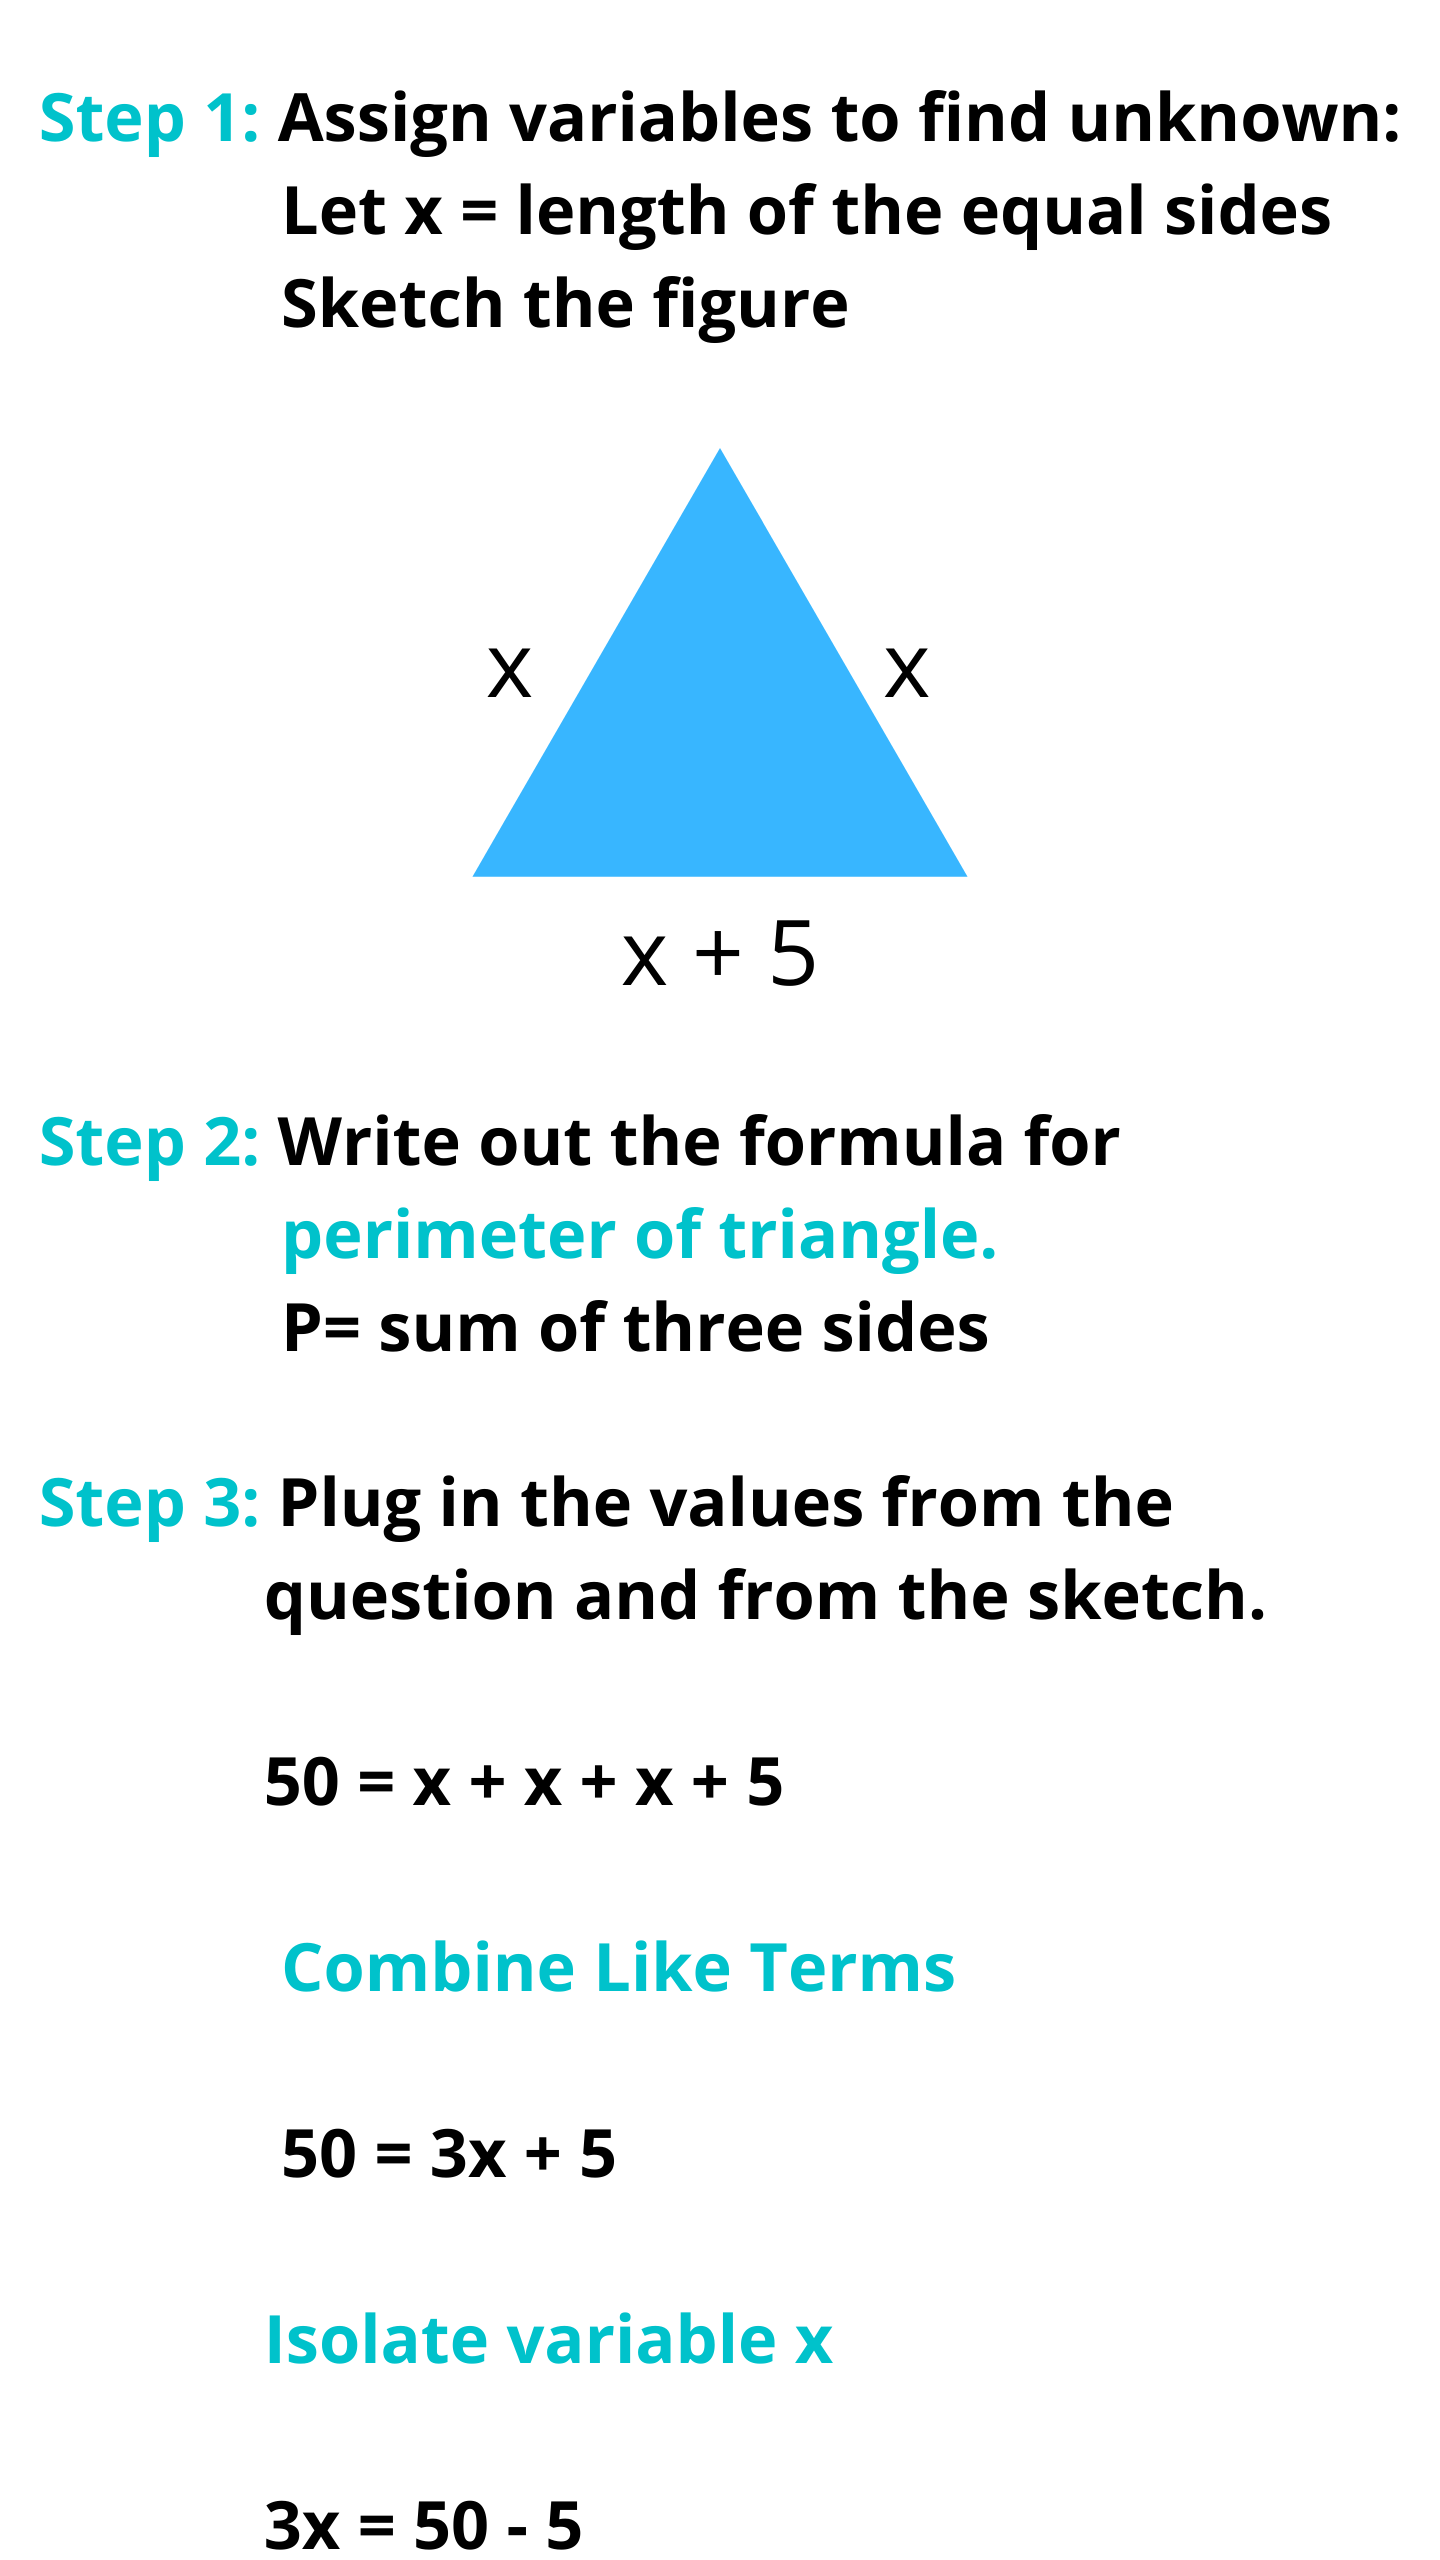 Step 1: Assign variables to find unknown:
Let x = length of the equal sides
Sketch the figure
x x
x + 5
Step 2: Write out the formula for
perimeter of triangle.
P= sum of three sides
Step 3: Plug in the values from the
question and from the sketch.
50 = x + x + x + 5
Combine Like Terms
50 = 3x + 5
Isolate variable x
3x = 50 - 5